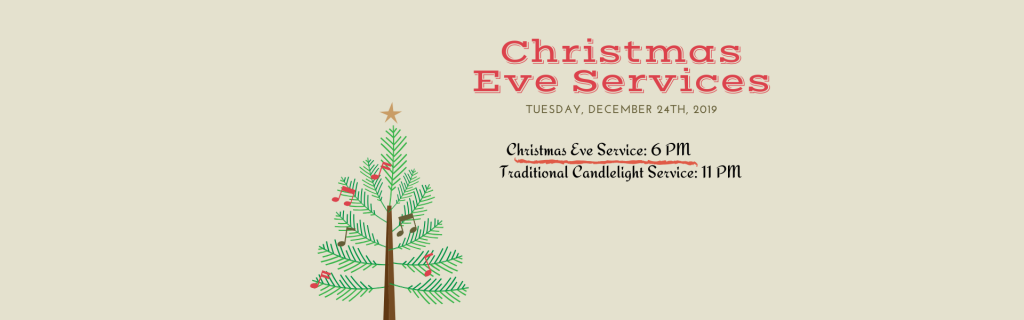 Christmas
Eve Services
TUESDAY, DECEMBER 24TH, 2019
Christmas Eve Service: 6 PM
Traditional Candlelight Service: 11 PM